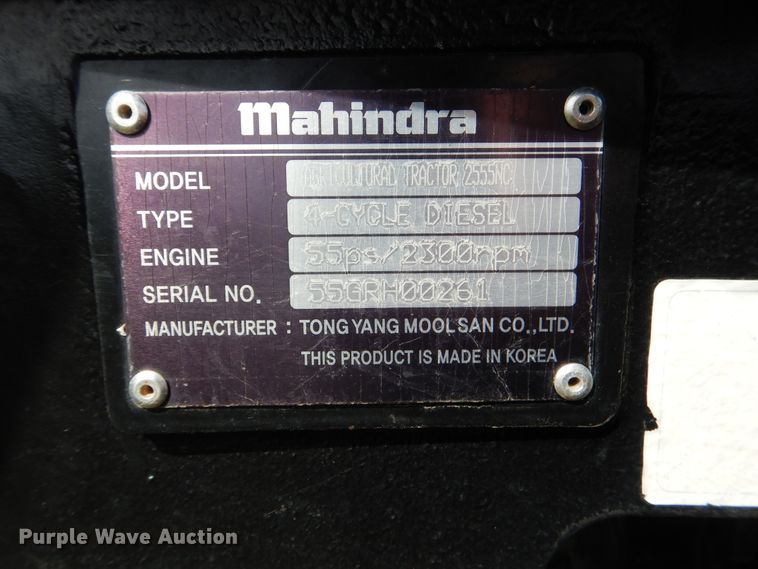 Mahindra
MODEL AGRICULTURAL TRACTOR 2555NCA
TYPE 4-CYCLE DIESEL
ENGINE 55ps/2300rpm
SERIAL NO. 55GRH00261
MANUFACTURER : TONG YANG MOOLSAN CO.,LTD.
THIS PRODUCT IS MADE IN KOREA
Purple Wave Auction